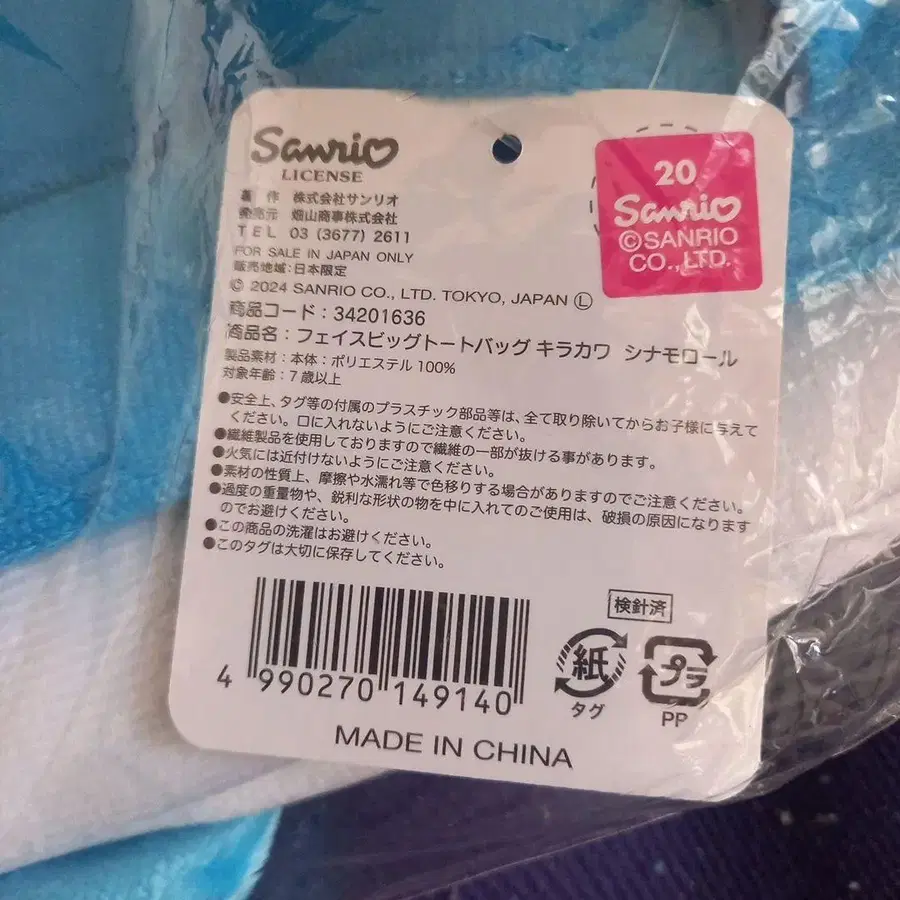 Sanrio
LICENSE
著 作 株式会社サンリオ
発売元 畑山商事株式会社
TEL 03 (3677) 2611
FOR SALE IN JAPAN ONLY
販売地域:日本限定
© 2024 SANRIO CO., LTD. TOKYO, JAPAN Ⓛ
商品コード:34201636
商品名:フェイスビッグトートバッグ キラカワ シナモロール
製品素材:本体:ポリエステル100%
対象年齢:7歳以上
20
Sanrio
©SANRIO
CO., LTD.
●安全上、タグ等の付属のプラスチック部品等は、全て取り除いてからお子様に与えて
ください。口に入れないようにご注意ください。
●繊維製品を使用しておりますので繊維の一部が抜ける事があります。
●火気には近付けないようにご注意ください。
●素材の性質上、摩擦や水濡れ等で色移りする場合がありますのでご注意ください。
●過度の重量物や、鋭利な形状の物を中に入れてのご使用は、破損の原因になります
のでお避けください。
●この商品の洗濯はお避けください。
●このタグは大切に保存してください。
検針済
紙
タグ
プラ
PP
4 990270 149140
MADE IN CHINA